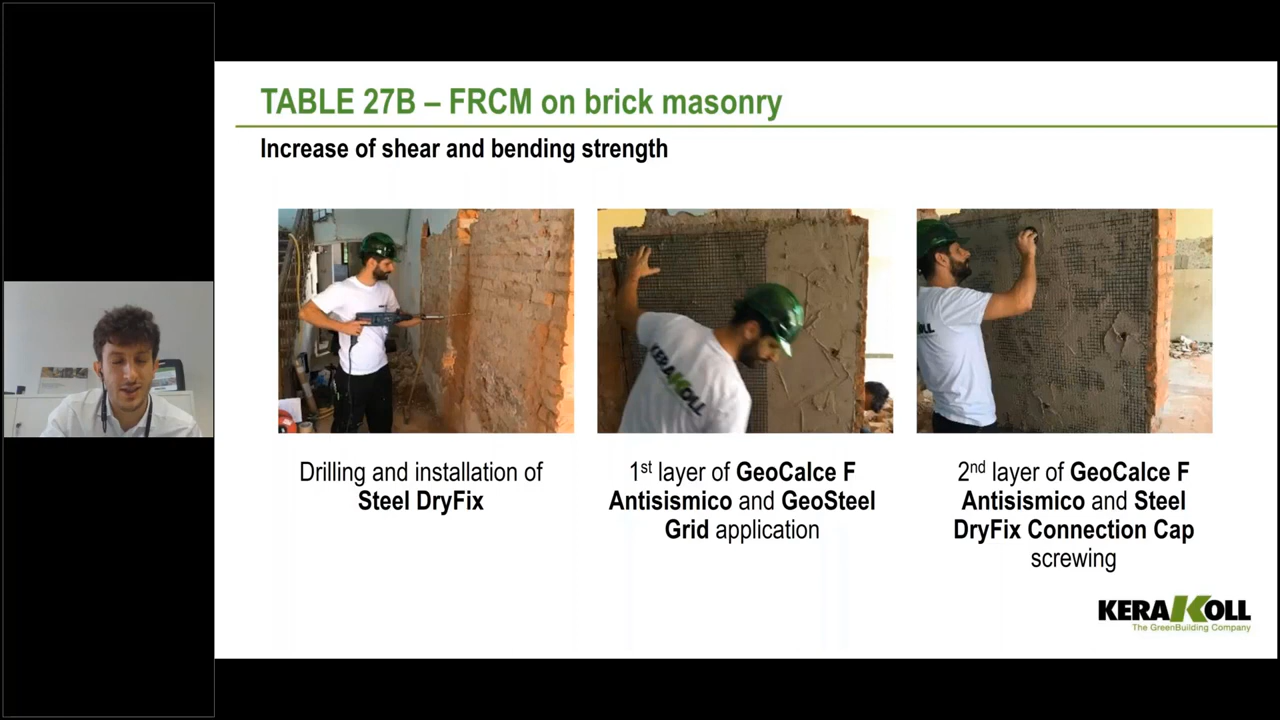 TABLE 27B – FRCM on brick masonry
Increase of shear and bending strength
KERAKOLL
OLL
Drilling and installation of
Steel DryFix
1st layer of GeoCalce F
Antisismico and GeoSteel
Grid application
2nd layer of GeoCalce F
Antisismico and Steel
DryFix Connection Cap
screwing
KERAKOLL
The GreenBuilding Company